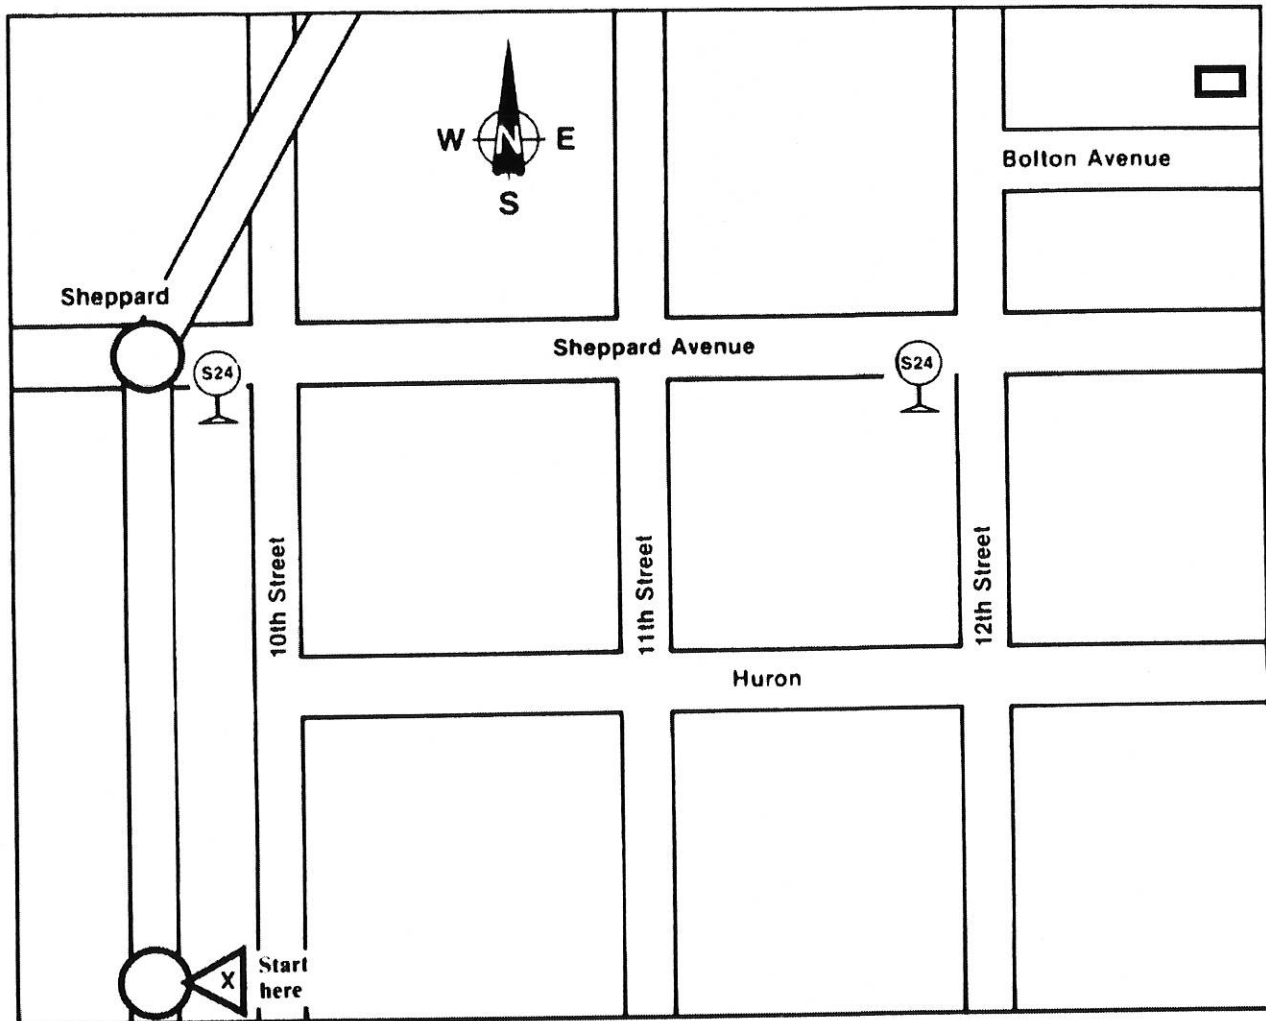 W N E
S
Bolton Avenue
Sheppard
Sheppard Avenue
S24
S24
10th Street
11th Street
12th Street
Huron
X
Start
here